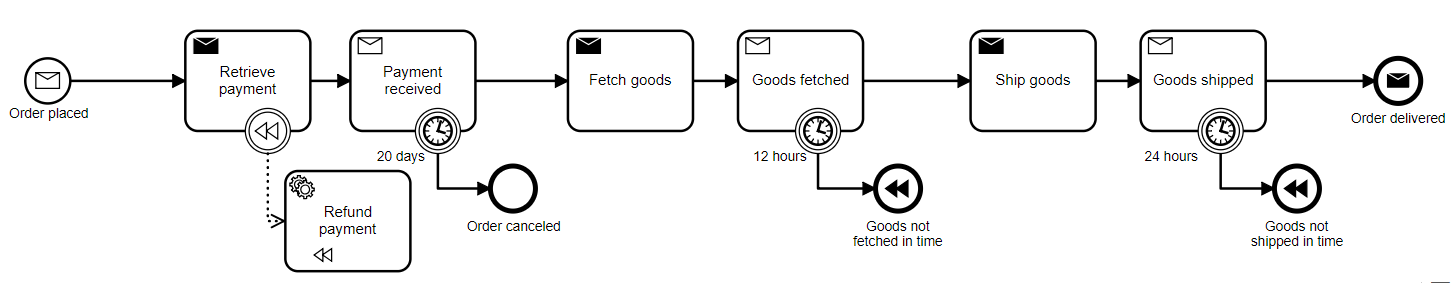 Order placed
Retrieve
payment
Payment
received
20 days
Refund
payment
Order canceled
Fetch goods
Goods fetched
12 hours
Goods not
fetched in time
Ship goods
Goods shipped
24 hours
Goods not
shipped in time
Order delivered